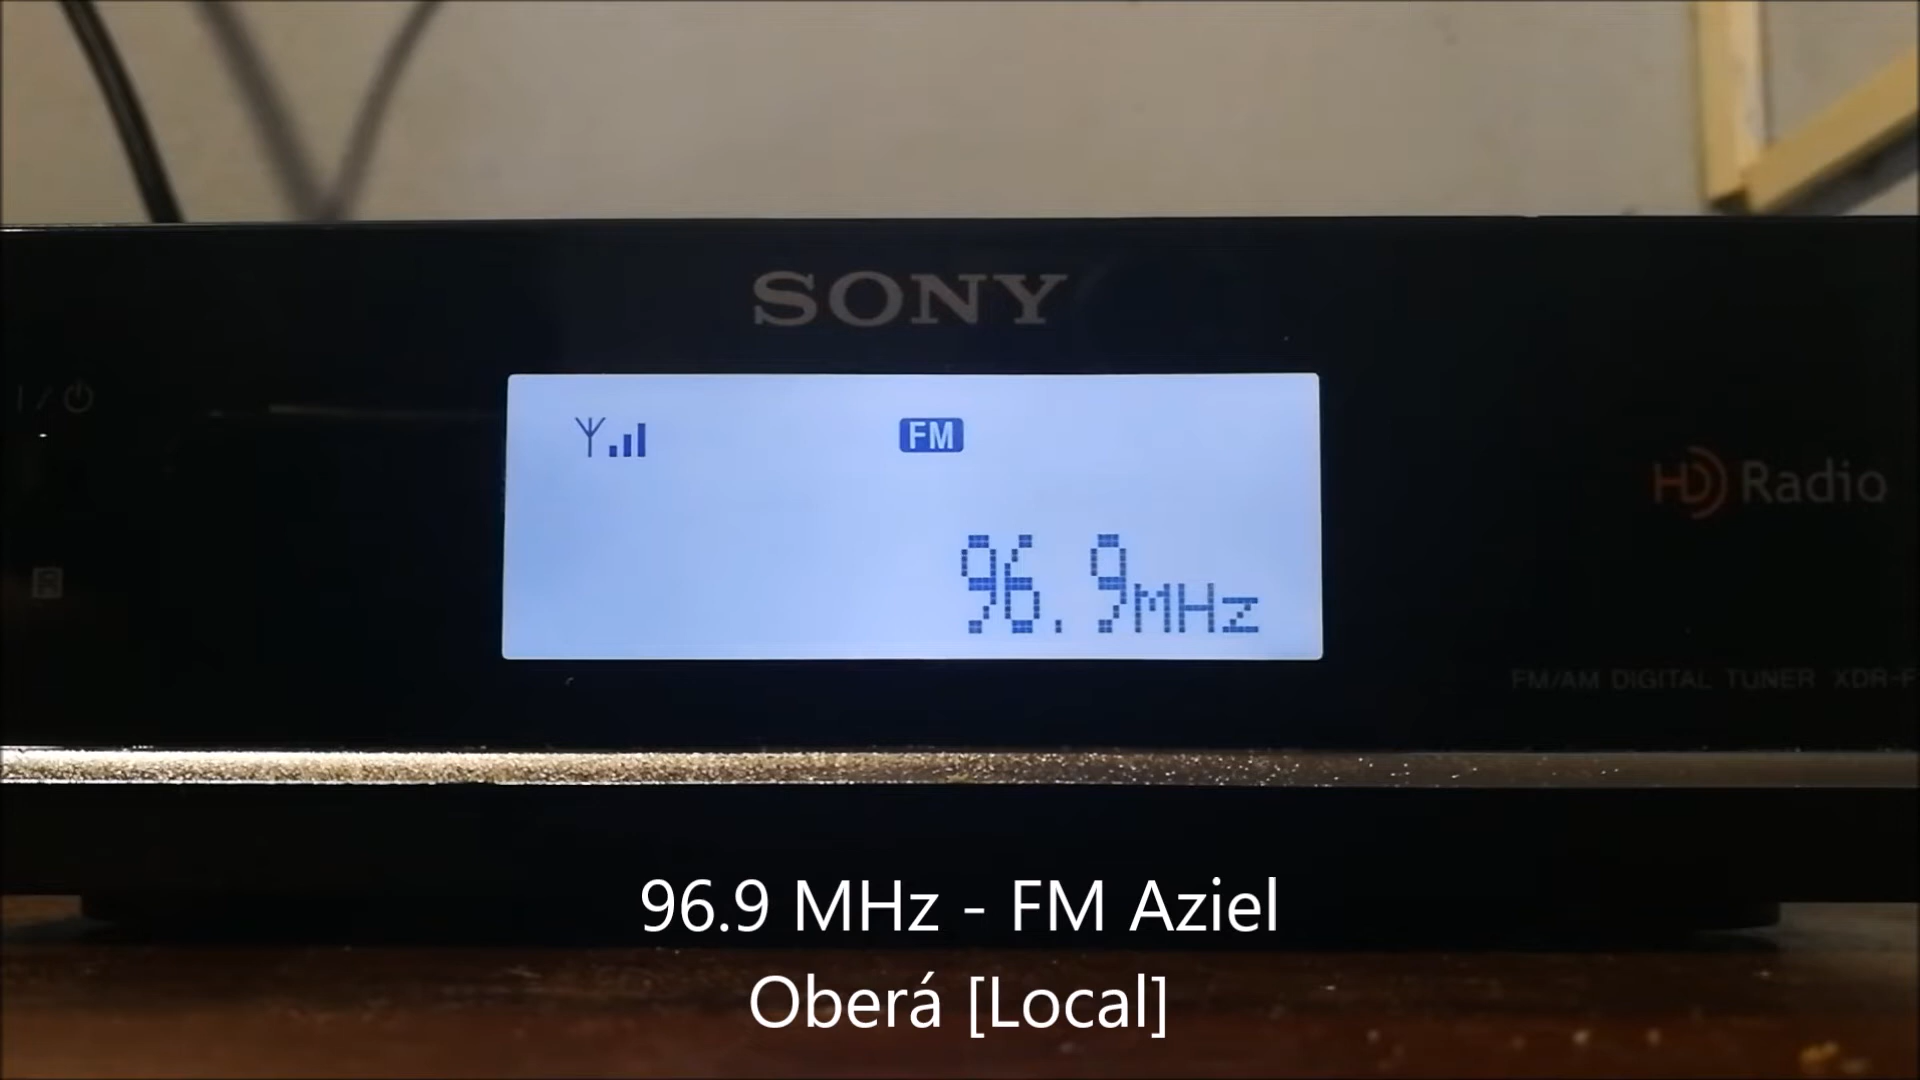 SONY
I/
FM
HD Radio
96.9MHz
FM/AM DIGITAL TUNER XDR-F
96.9 MHz - FM Aziel
Oberá [Local]